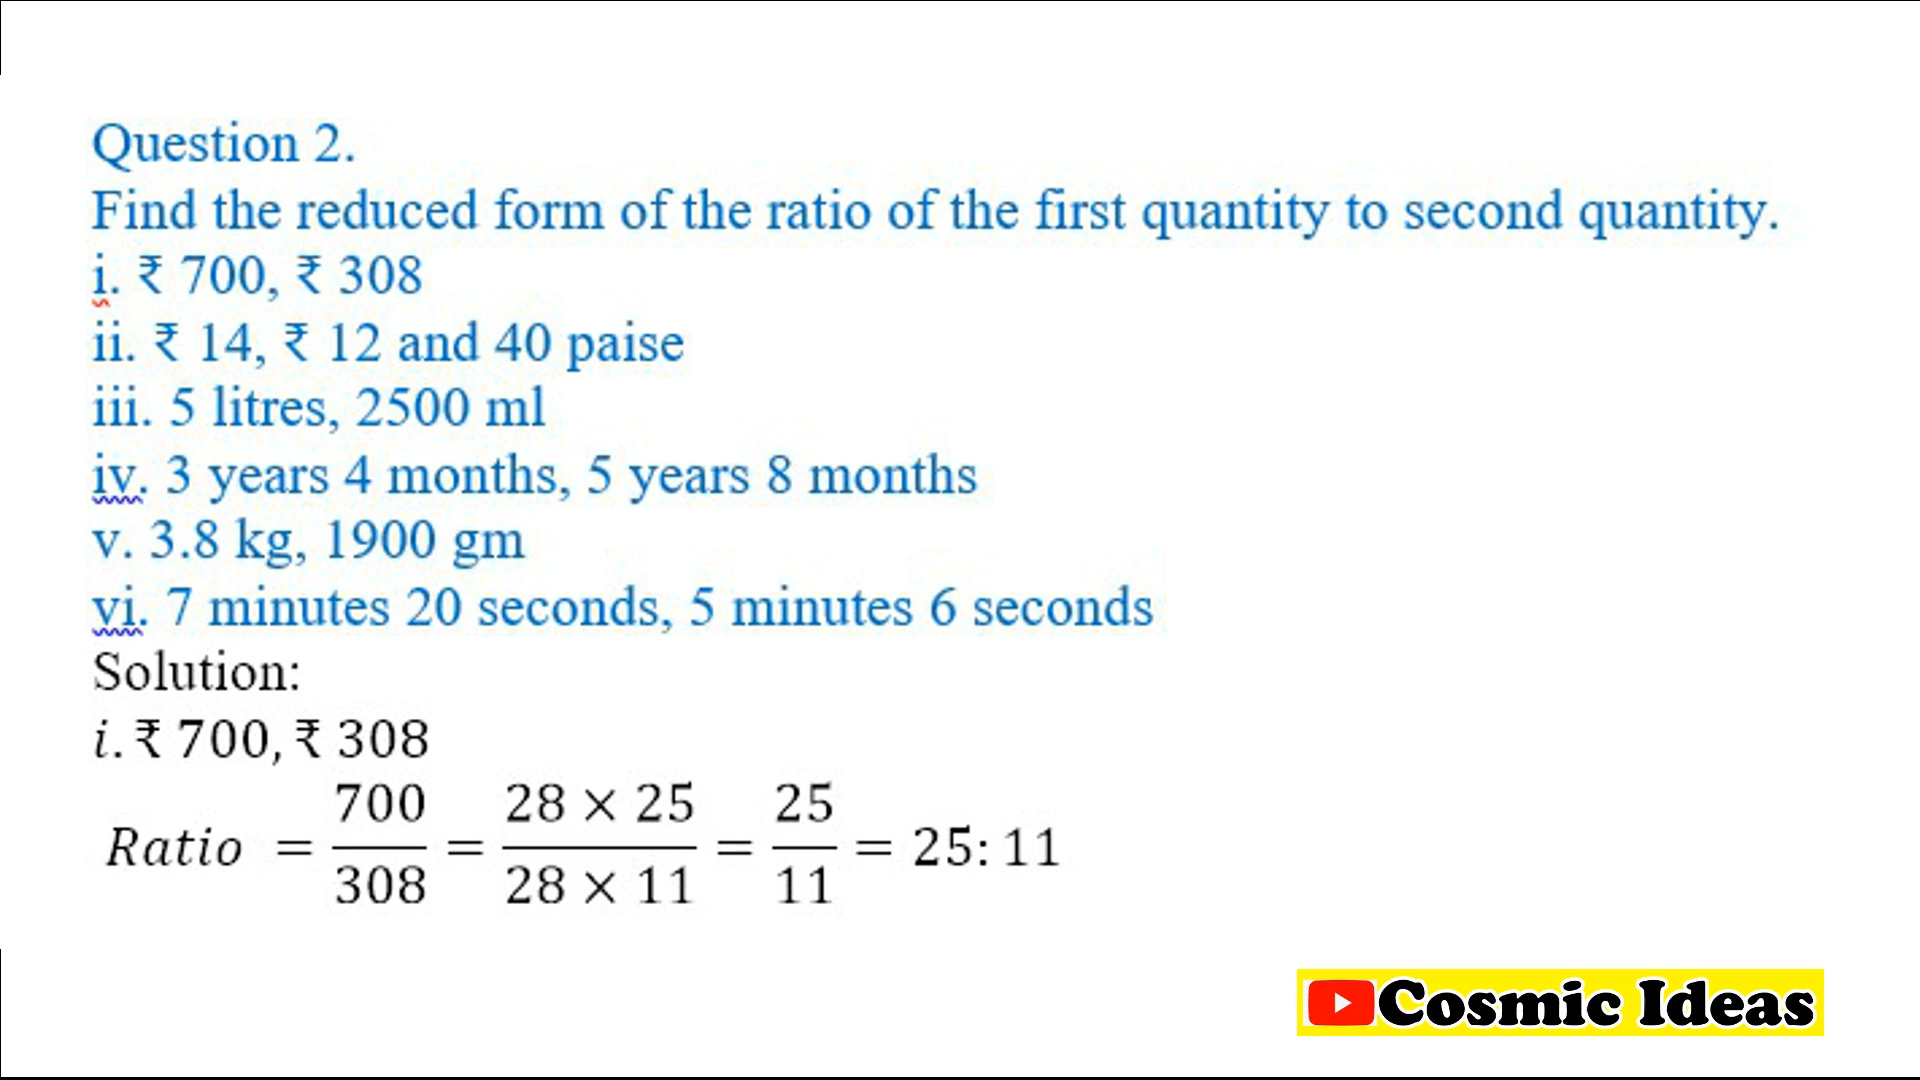 Question 2.
Find the reduced form of the ratio of the first quantity to second quantity.
i. ₹ 700, ₹ 308
ii. ₹ 14, ₹ 12 and 40 paise
iii. 5 litres, 2500 ml
iv. 3 years 4 months, 5 years 8 months
v. 3.8 kg, 1900 gm
vi. 7 minutes 20 seconds, 5 minutes 6 seconds
Solution:
i. ₹ 700, ₹ 308
Ratio = 700/308 = 28 × 25/28 × 11 = 25/11 = 25: 11
Cosmic Ideas